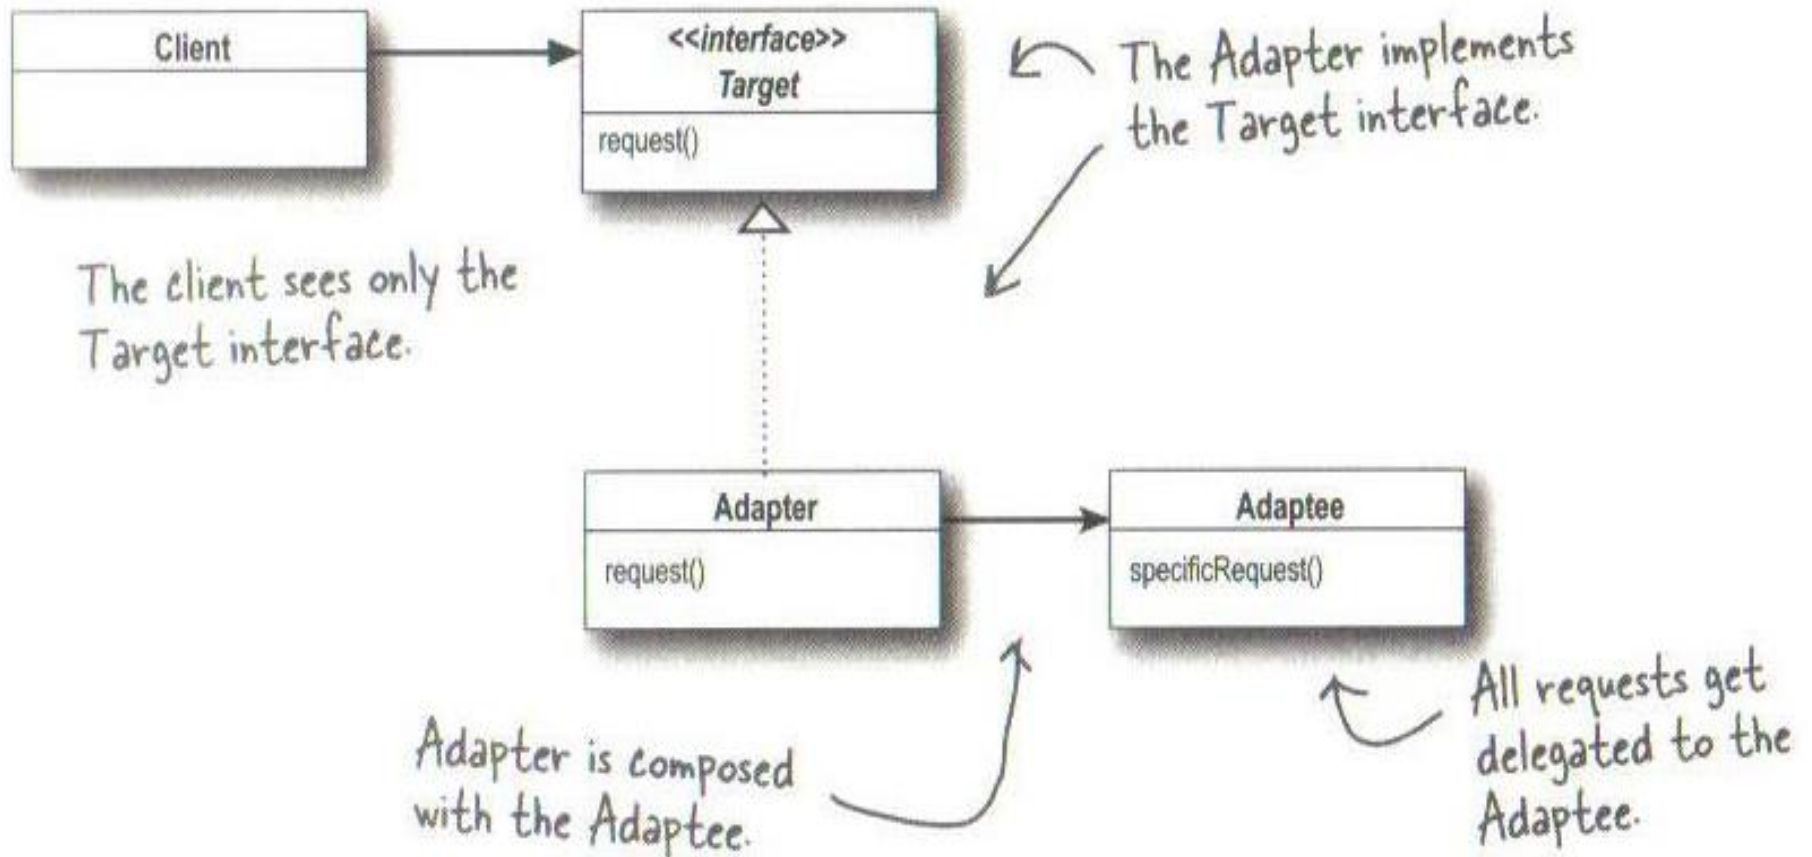 Client
<<interface>>
Target
request()
The Adapter implements
the Target interface.
The client sees only the
Target interface.
Adapter
request()
Adaptee
specificRequest()
Adapter is composed
with the Adaptee.
All requests get
delegated to the
Adaptee.